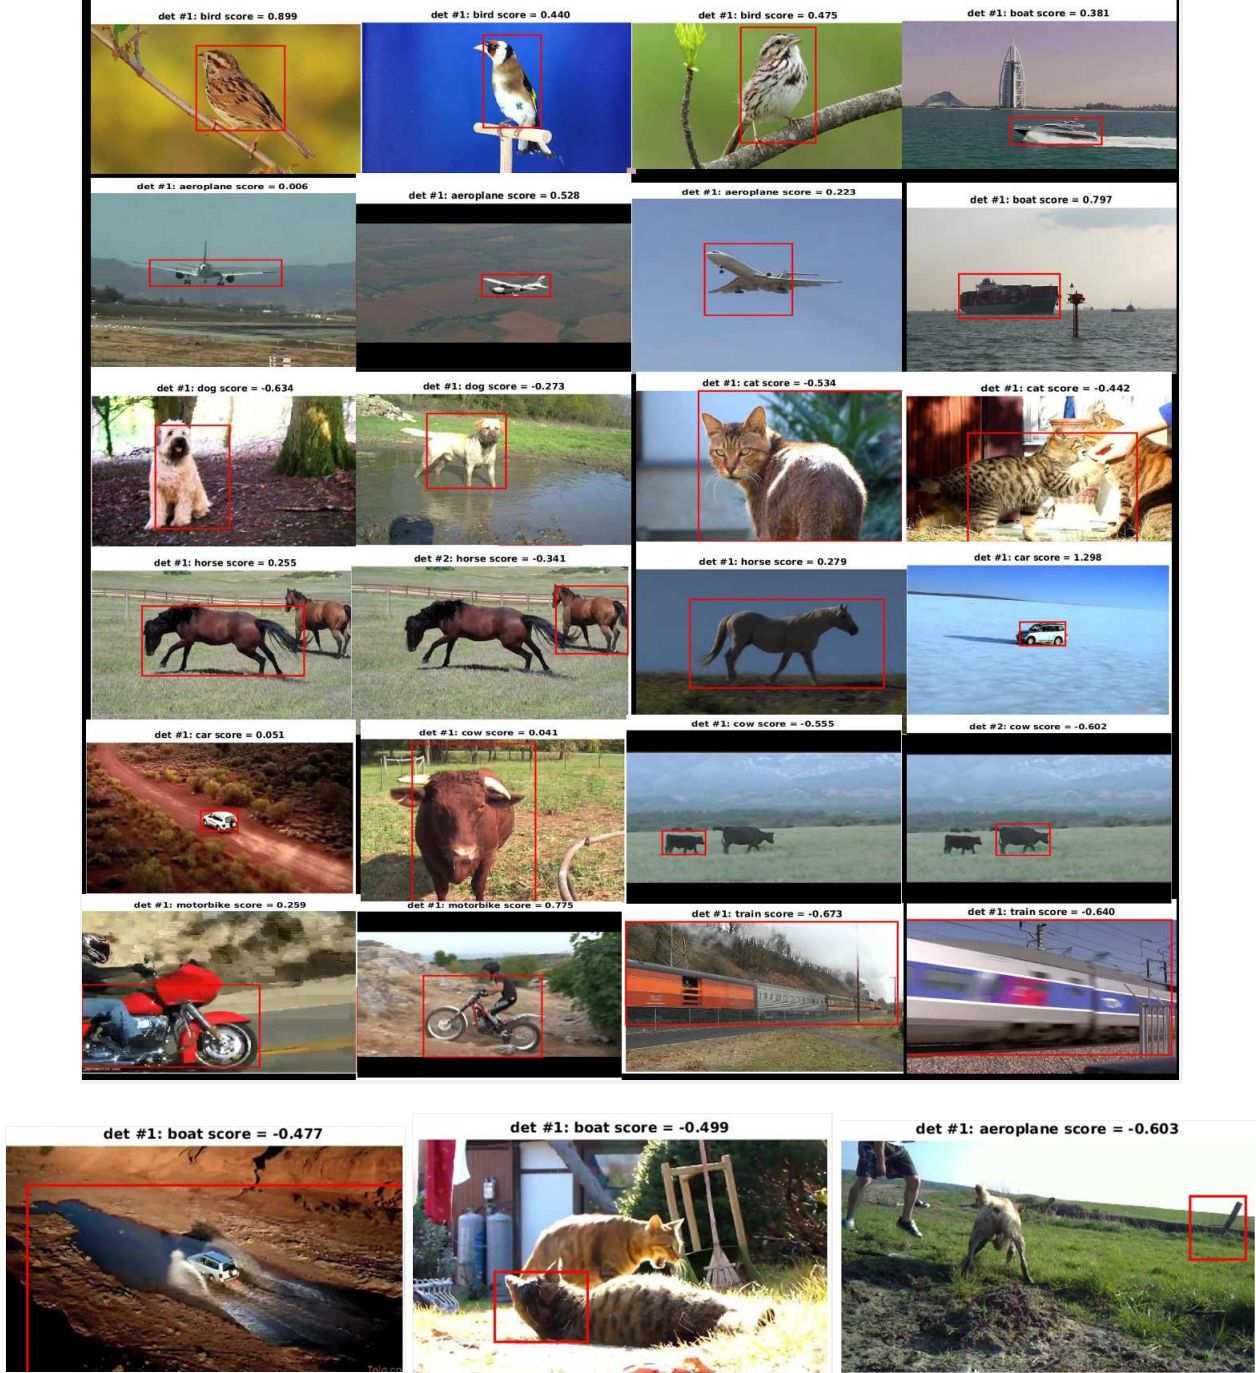 det #1: bird score = 0.899
det #1: bird score = 0.440
det #1: bird score = 0.475
det #1: boat score = 0.381
det #1: aeroplane score = 0.006
det #1: aeroplane score = 0.528
det #1: aeroplane score = 0.223
det #1: boat score = 0.797
det #1: dog score = -0.634
det #1: dog score = -0.273
det #1: cat score = -0.534
det #1: cat score = -0.442
det #1: horse score = 0.255
det #2: horse score = -0.341
det #1: horse score = 0.279
det #1: car score = 1.298
det #1: car score = 0.051
det #1: cow score = 0.041
det #1: cow score = -0.555
det #2: cow score = -0.602
det #1: motorbike score = 0.259
det #1: motorbike score = 0.775
det #1: train score = -0.673
det #1: train score = -0.640
det #1: boat score = -0.477
det #1: boat score = -0.499
det #1: aeroplane score = -0.603